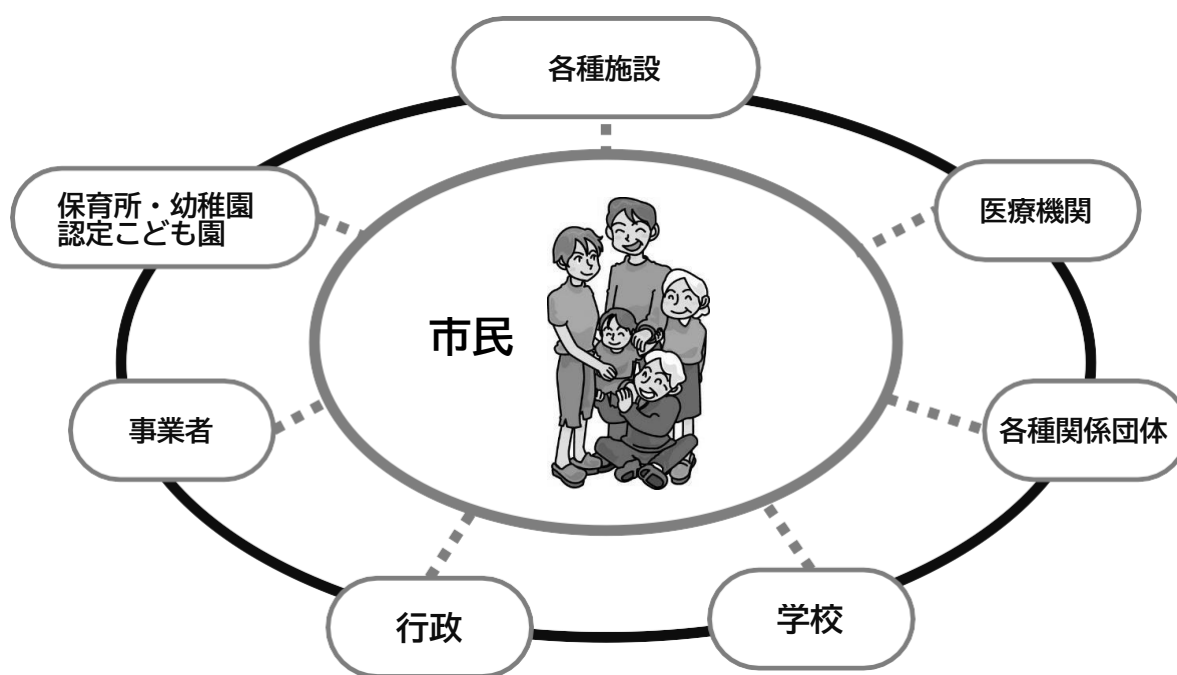 各種施設
保育所・幼稚園
認定こども園
医療機関
市民
事業者
各種関係団体
行政
学校